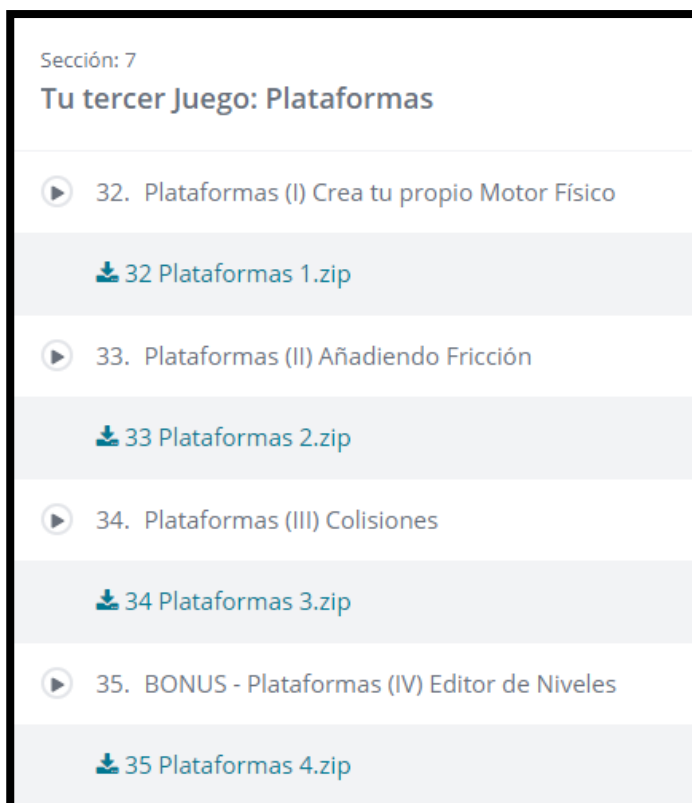 Sección: 7
Tu tercer Juego: Plataformas
32. Plataformas (I) Crea tu propio Motor Físico
32 Plataformas 1.zip
33. Plataformas (II) Añadiendo Fricción
33 Plataformas 2.zip
34. Plataformas (III) Colisiones
34 Plataformas 3.zip
35. BONUS - Plataformas (IV) Editor de Niveles
35 Plataformas 4.zip